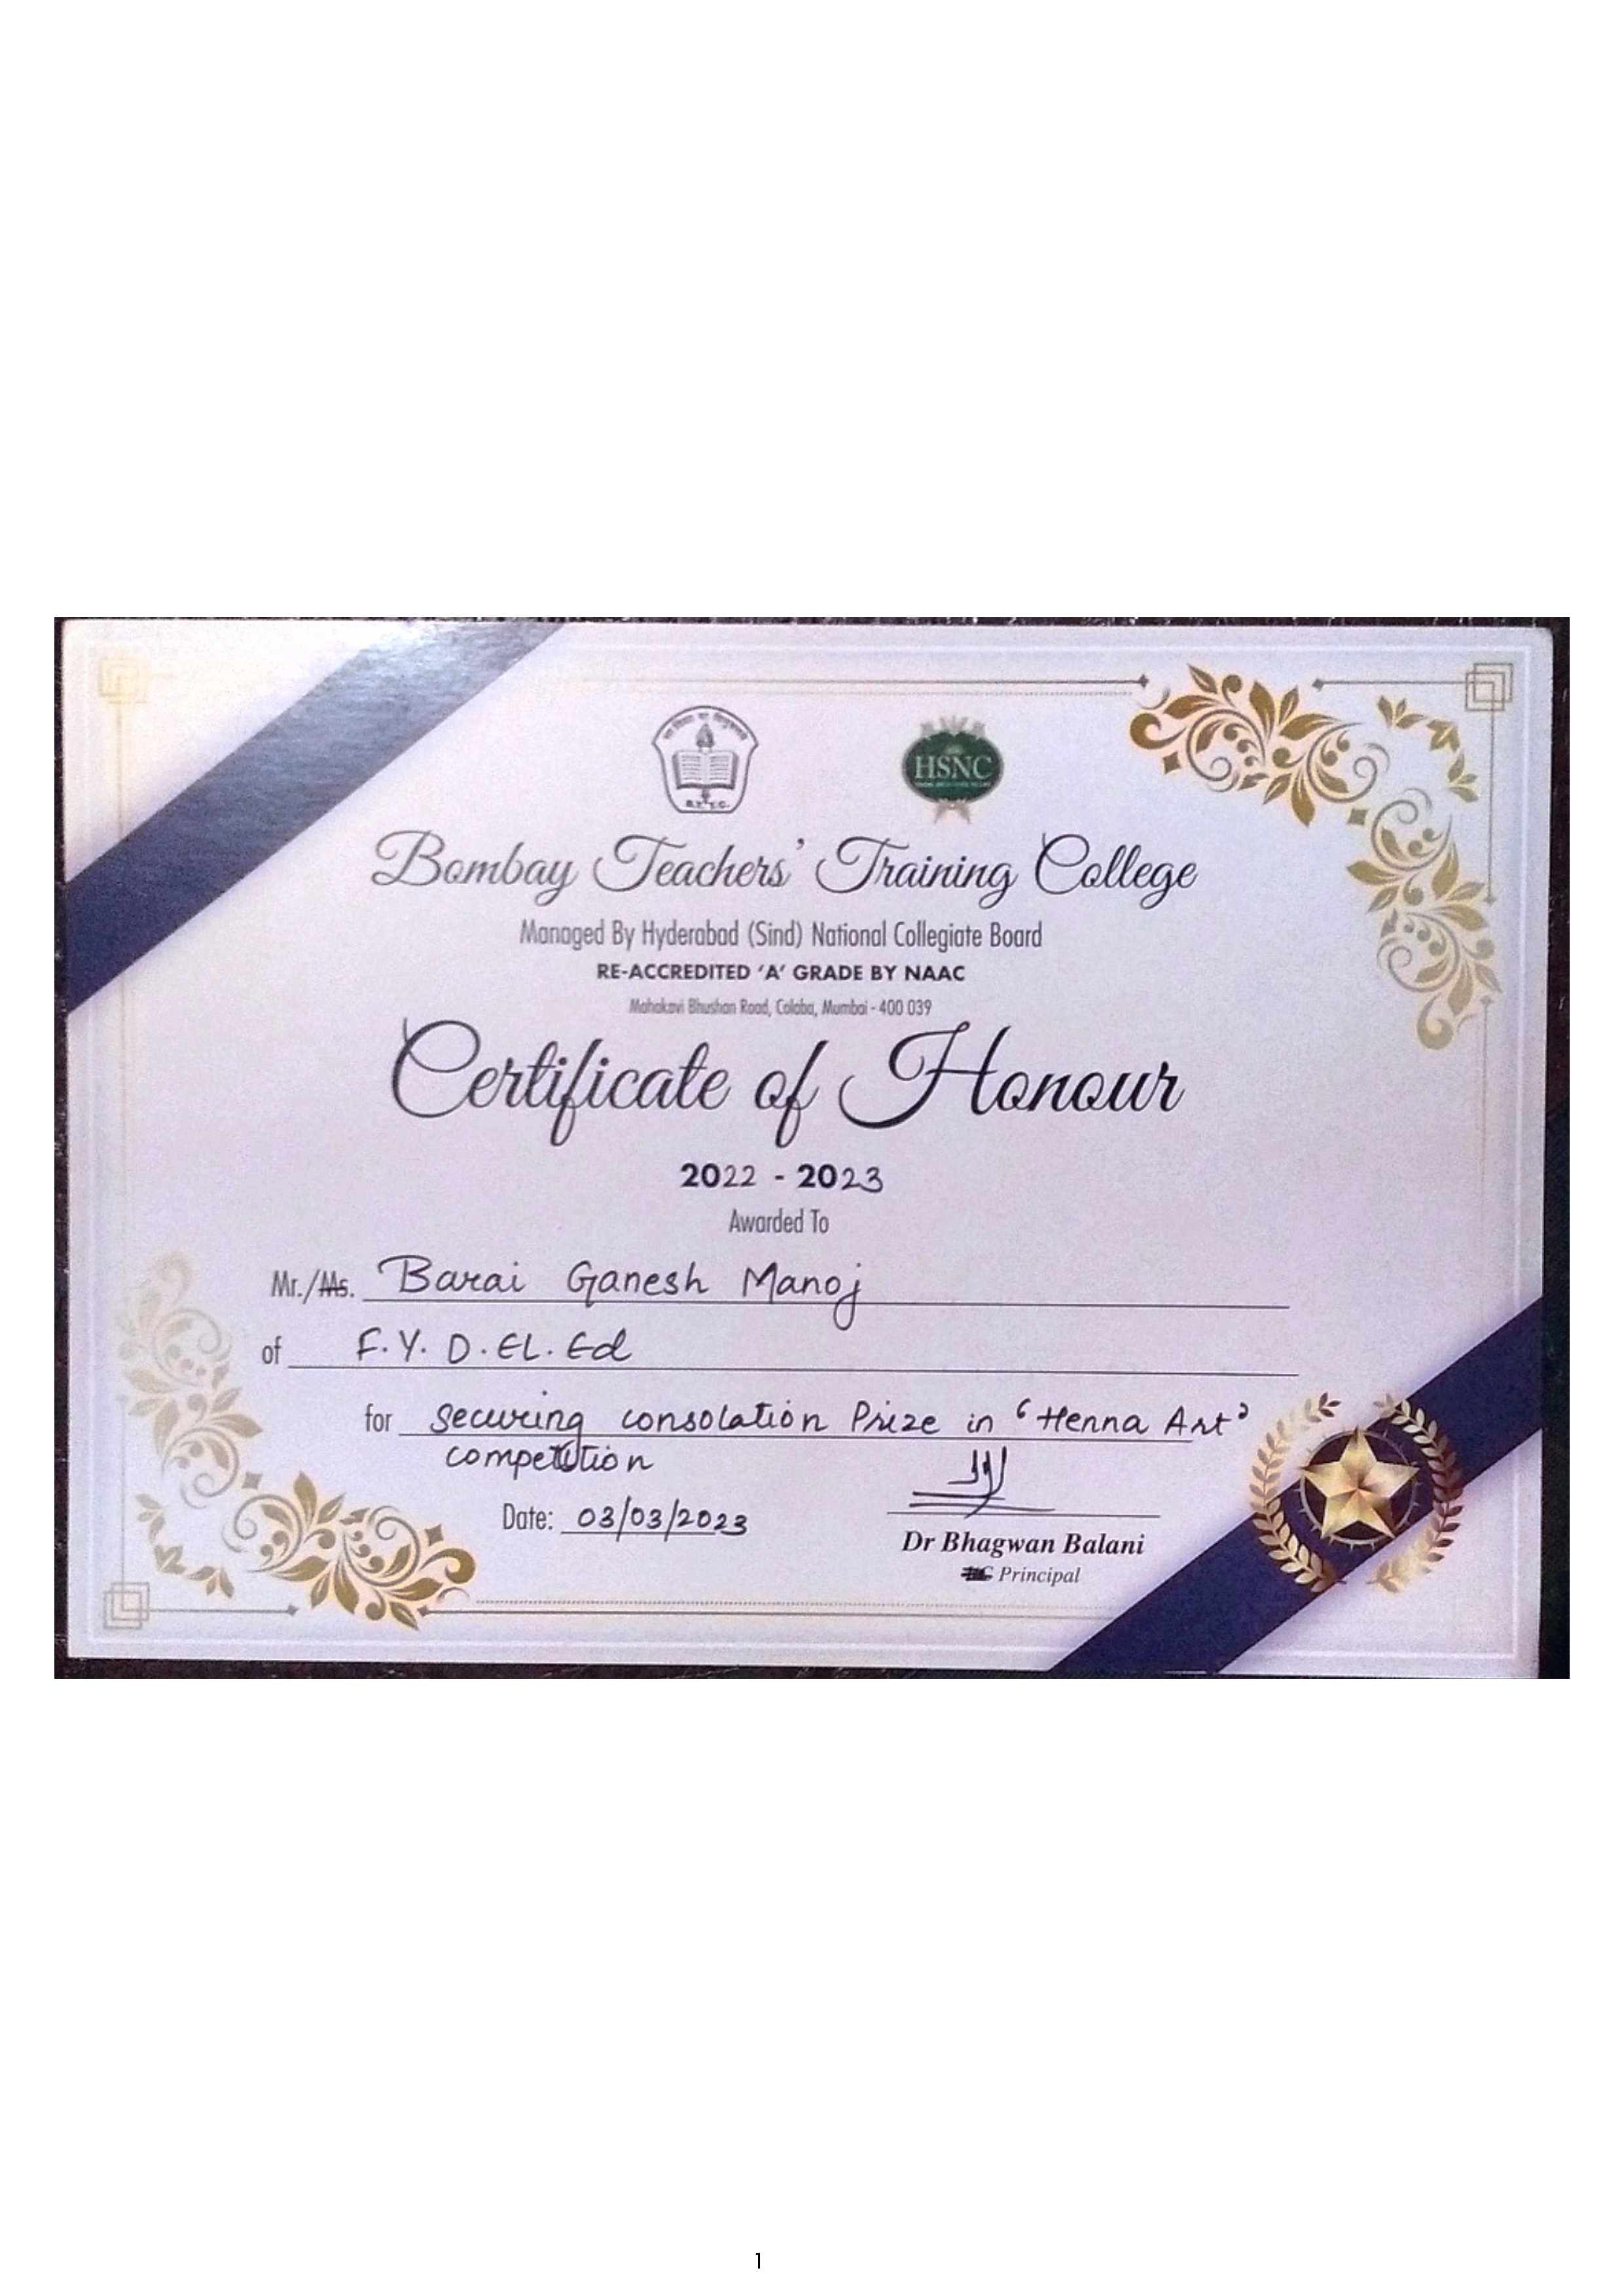 B.T.T.C.
HSNC
Bombay Teachers' Training College
Managed By Hyderabad (Sind) National Collegiate Board
RE-ACCREDITED 'A' GRADE BY NAAC
Mahakavi Bhushan Road, Colaba, Mumbai - 400 039
Certificate of Honour
2022 - 2023
Awarded To
Mr./Ms. Barai Ganesh Manoj
of F.Y. D.EL.Ed
for securing consolation Prize in 'Henna Art'
competition
Date: 03/03/2023
Dr Bhagwan Balani
Principal
1